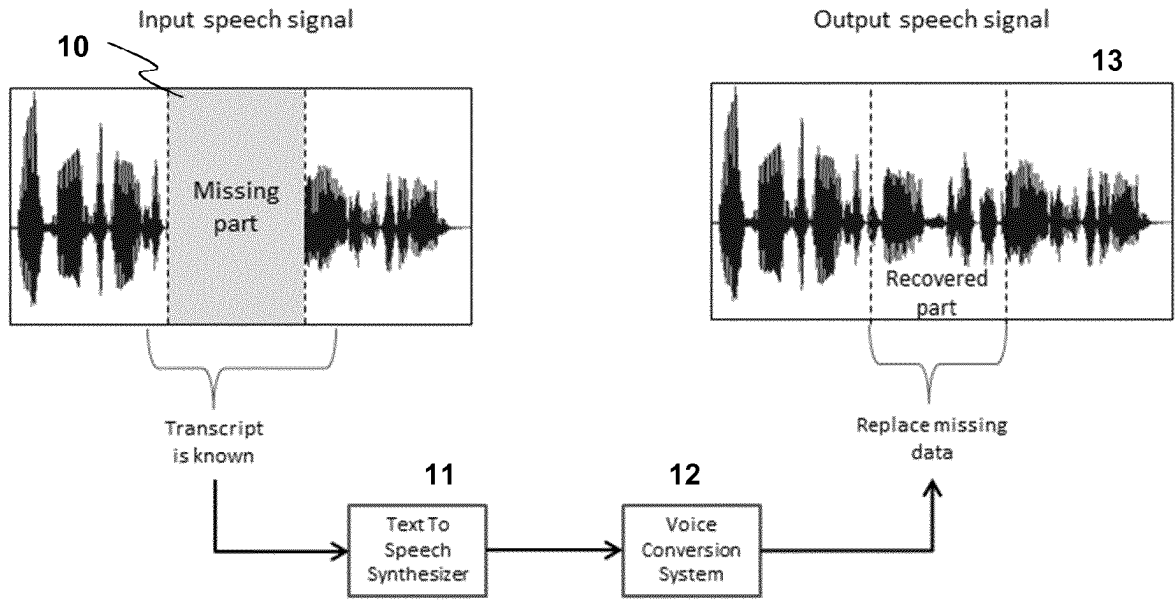 Input speech signal
Output speech signal
10
13
Missing
part
Recovered
part
Transcript
is known
Replace missing
data
11
12
Text To
Speech
Synthesizer
Voice
Conversion
System